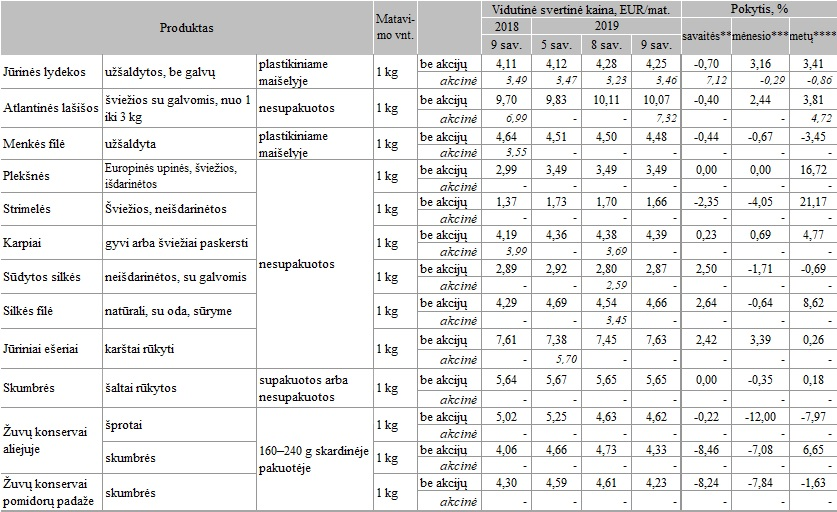 Produktas Matavi- Vidutinė svertinė kaina, EUR/mat. Pokytis, %
mo vnt. 2018 2019 savaitės** mėnesio*** metų****
9 sav. 5 sav. 8 sav. 9 sav.
Jūrinės lydekos užšaldytos, be galvų plastikiniame maišelyje 1 kg be akcijų 4,11 4,12 4,28 4,25 -0,70 3,16 3,41
akcinė 3,49 3,47 3,23 3,46 7,12 -0,29 -0,86
Atlantinės lašišos šviežios su galvomis, nuo 1 iki 3 kg nesupakuotos 1 kg be akcijų 9,70 9,83 10,11 10,07 -0,40 2,44 3,81
akcinė 6,99 - - 7,32 - - 4,72
Menkės filė užšaldyta plastikiniame maišelyje 1 kg be akcijų 4,64 4,51 4,50 4,48 -0,44 -0,67 -3,45
akcinė 3,55 - - - - - -
Plekšnės Europinės upinės, šviežios, išdarinėtos nesupakuotos 1 kg be akcijų 2,99 3,49 3,49 3,49 0,00 0,00 16,72
akcinė - - - - - - -
Strimelės Šviežios, neišdarinėtos 1 kg be akcijų 1,37 1,73 1,70 1,66 -2,35 -4,05 21,17
akcinė - - - - - - -
Karpiai gyvi arba šviežiai paskersti 1 kg be akcijų 4,19 4,36 4,38 4,39 0,23 0,69 4,77
akcinė 3,99 - 3,69 - - - -
Sūdytos silkės neišdarinėtos, su galvomis 1 kg be akcijų 2,89 2,92 2,80 2,87 2,50 -1,71 -0,69
akcinė - - 2,59 - - - -
Silkės filė natūrali, su oda, sūryme 1 kg be akcijų 4,29 4,69 4,54 4,66 2,64 -0,64 8,62
akcinė - - 3,45 - - - -
Jūriniai ešeriai karštai rūkyti 1 kg be akcijų 7,61 7,38 7,45 7,63 2,42 3,39 0,26
akcinė - 5,70 - - - - -
Skumbrės šaltai rūkytos supakuotos arba nesupakuotos 1 kg be akcijų 5,64 5,67 5,65 5,65 0,00 -0,35 0,18
akcinė - - - - - - -
Žuvų konservai aliejuje šprotai 160–240 g skardinėje pakuotėje 1 kg be akcijų 5,02 5,25 4,63 4,62 -0,22 -12,00 -7,97
akcinė - - - - - - -
skumbrės 1 kg be akcijų 4,06 4,66 4,73 4,33 -8,46 -7,08 6,65
akcinė - - - - - - -
Žuvų konservai pomidorų padaže skumbrės 1 kg be akcijų 4,30 4,59 4,61 4,23 -8,24 -7,84 -1,63
akcinė - - - - - - -